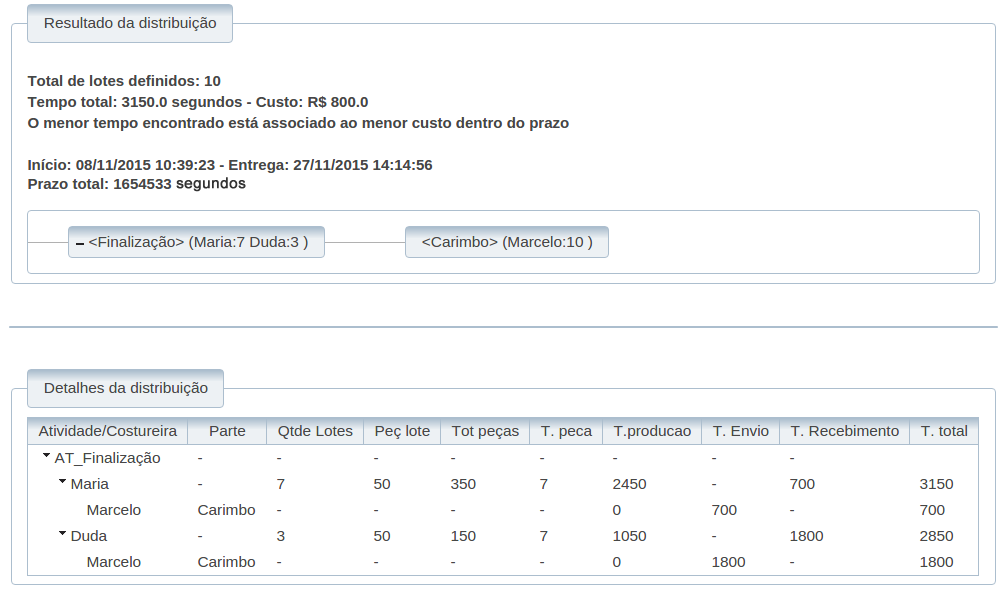 Resultado da distribuição
Total de lotes definidos: 10
Tempo total: 3150.0 segundos - Custo: R$ 800.0
O menor tempo encontrado está associado ao menor custo dentro do prazo
Início: 08/11/2015 10:39:23 - Entrega: 27/11/2015 14:14:56
Prazo total: 1654533 segundos
<Finalização> (Maria:7 Duda:3 ) <Carimbo> (Marcelo:10 )
Detalhes da distribuição
Atividade/Costureira Parte Qtde Lotes Peç lote Tot peças T. peca T.producao T. Envio T. Recebimento T. total
AT_Finalização - - - - - - - -
Maria - 7 50 350 7 2450 - 700 3150
Marcelo Carimbo - - - - 0 700 - 700
Duda - 3 50 150 7 1050 - 1800 2850
Marcelo Carimbo - - - - 0 1800 - 1800